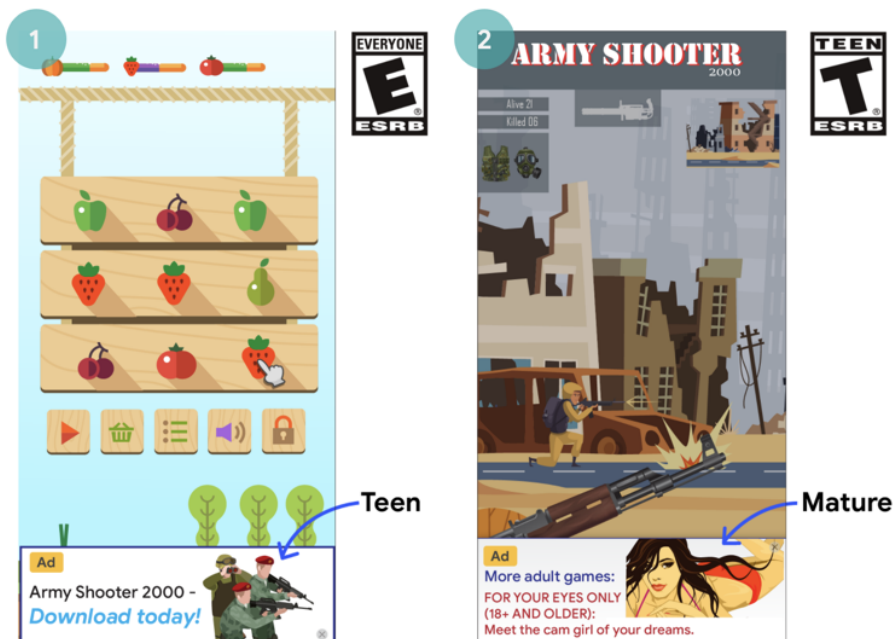 1
EVERYONE
E
®
ESRB
Teen
Ad
Army Shooter 2000 -
Download today!
2
ARMY SHOOTER
2000
TEEN
T
®
ESRB
Alive 21
Killed 06
Mature
Ad
More adult games:
FOR YOUR EYES ONLY
(18+ AND OLDER):
Meet the cam girl of your dreams.